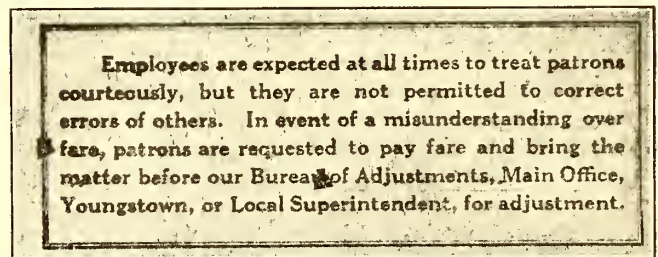 Employees are expected at all times to treat patrons
courteously, but they are not permitted to correct
errors of others. In event of a misunderstanding over
fare, patrons are requested to pay fare and bring the
matter before our Bureau of Adjustments, Main Office,
Youngstown, or Local Superintendent, for adjustment.